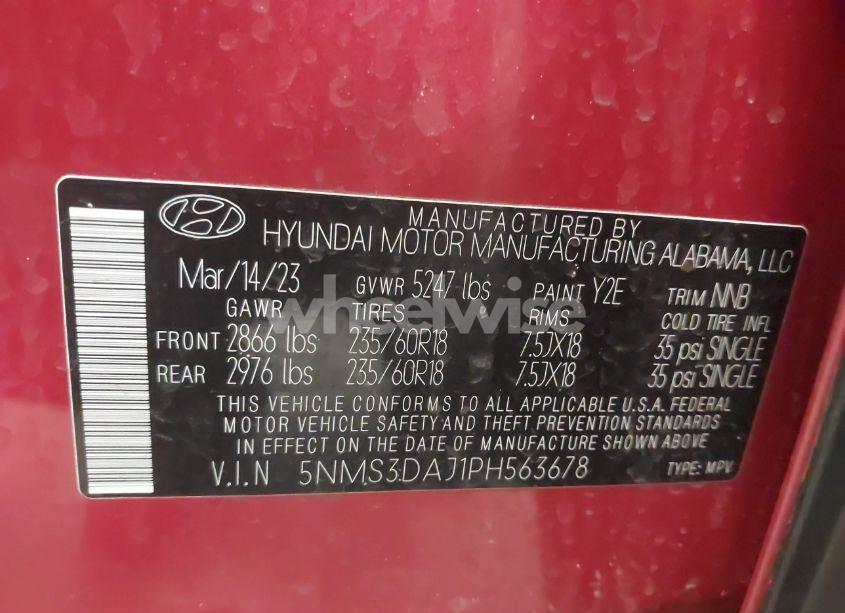 MANUFACTURED BY
HYUNDAI MOTOR MANUFACTURING ALABAMA, LLC
Mar/14/23 GVWR 5247 lbs PAINT Y2E TRIM NNB
GAWR TIRES RIMS COLD TIRE INFL
wheelwise
FRONT 2866 lbs 235/60R18 7.5JX18 35 psi SINGLE
REAR 2976 lbs 235/60R18 7.5JX18 35 psi SINGLE
THIS VEHICLE CONFORMS TO ALL APPLICABLE U.S.A. FEDERAL
MOTOR VEHICLE SAFETY AND THEFT PREVENTION STANDARDS
IN EFFECT ON THE DATE OF MANUFACTURE SHOWN ABOVE.
V.I.N 5NMS3DAJ1PH563678 TYPE: MPV